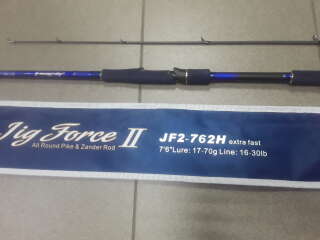 Jig Force II
All Round Pike & Zander Rod
JF2-762H extra fast
7'6"Lure: 17-70g Line: 16-30lb